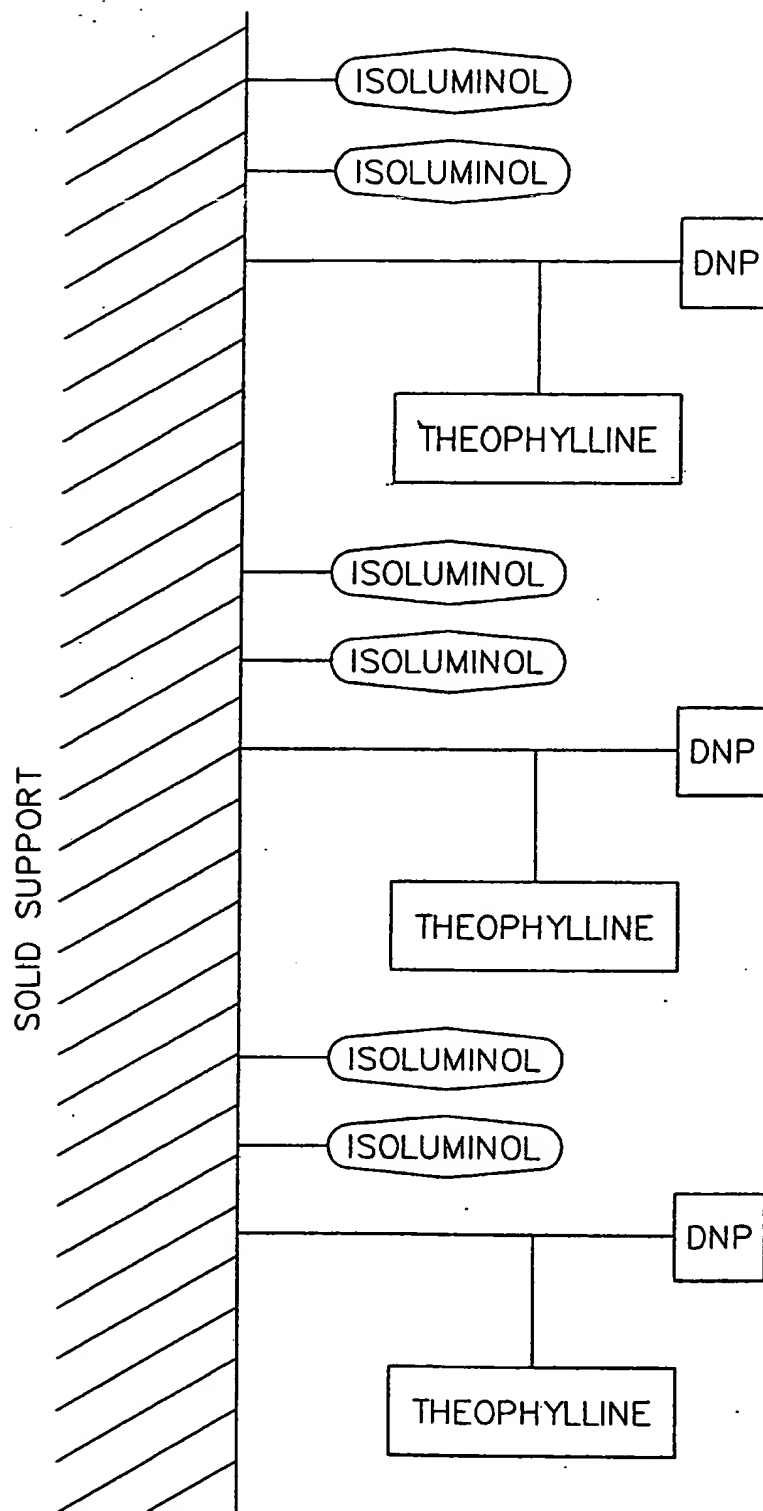 ISOLUMINOL
ISOLUMINOL
DNP
THEOPHYLLINE
ISOLUMINOL
ISOLUMINOL
DNP
THEOPHYLLINE
SOLID SUPPORT
ISOLUMINOL
ISOLUMINOL
DNP
THEOPHYLLINE